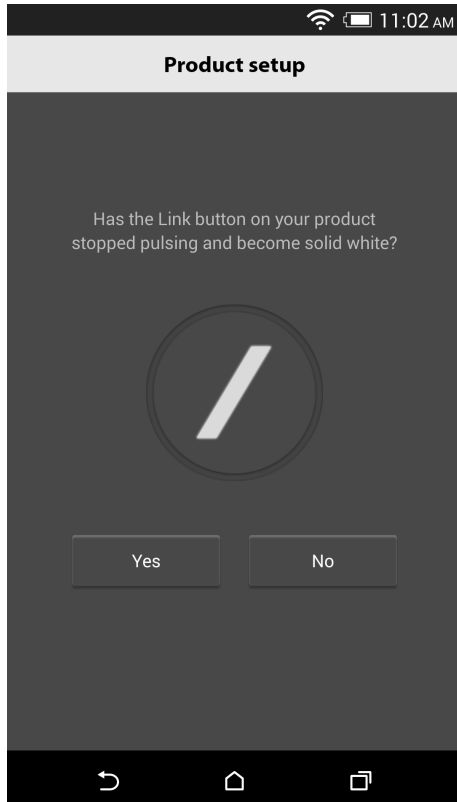 11:02 AM
Product setup
Has the Link button on your product
stopped pulsing and become solid white?
Yes
No